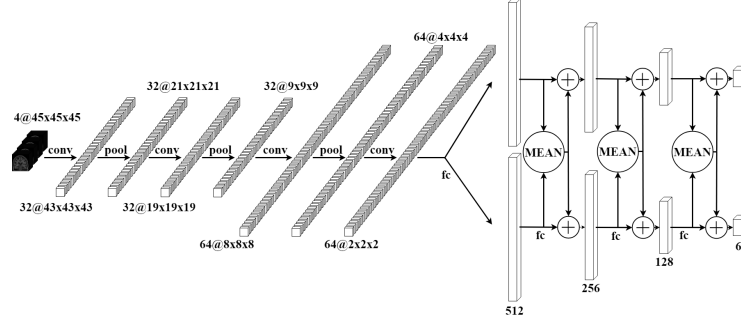 4@45x45x45
conv
32@43x43x43
pool
32@21x21x21
conv
32@19x19x19
pool
32@9x9x9
conv
64@8x8x8
pool
64@4x4x4
conv
64@2x2x2
fc
512
MEAN
fc
256
MEAN
fc
128
MEAN
fc
6